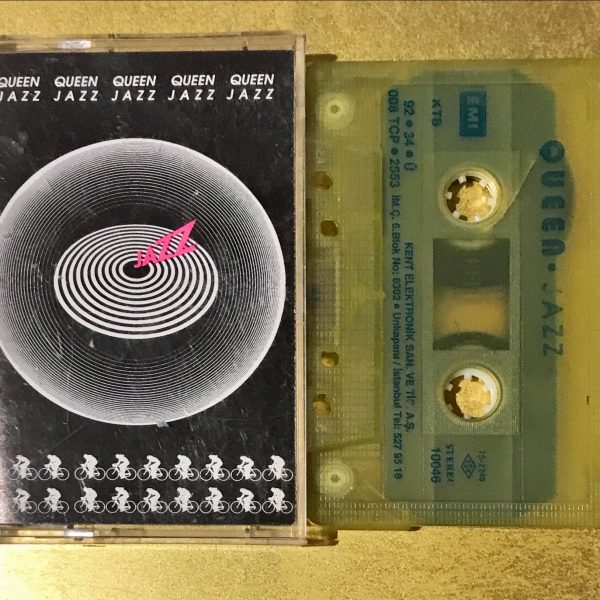 QUEEN QUEEN QUEEN QUEEN QUEEN
JAZZ JAZZ JAZZ JAZZ JAZZ
JAZZ
QUEEN • JAZZ
EMI
KTB
92 • 34 • Ü
008 TCP • 2553
KENT ELEKTRONİK SAN. VE TİC. A.Ş.
İM.Ç. 6.Blok No: 6302 • Unkapanı / İstanbul Tel: 527 95 18
STEREO
10046